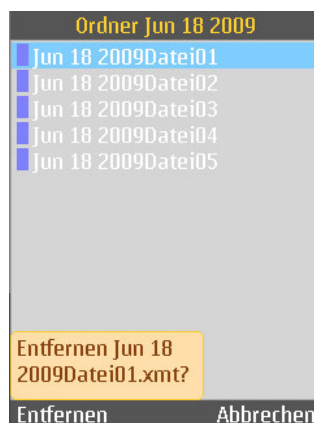 Ordner Jun 18 2009
Jun 18 2009Datei01
Jun 18 2009Datei02
Jun 18 2009Datei03
Jun 18 2009Datei04
Jun 18 2009Datei05
Entfernen Jun 18
2009Datei01.xmt?
Entfernen Abbrechen